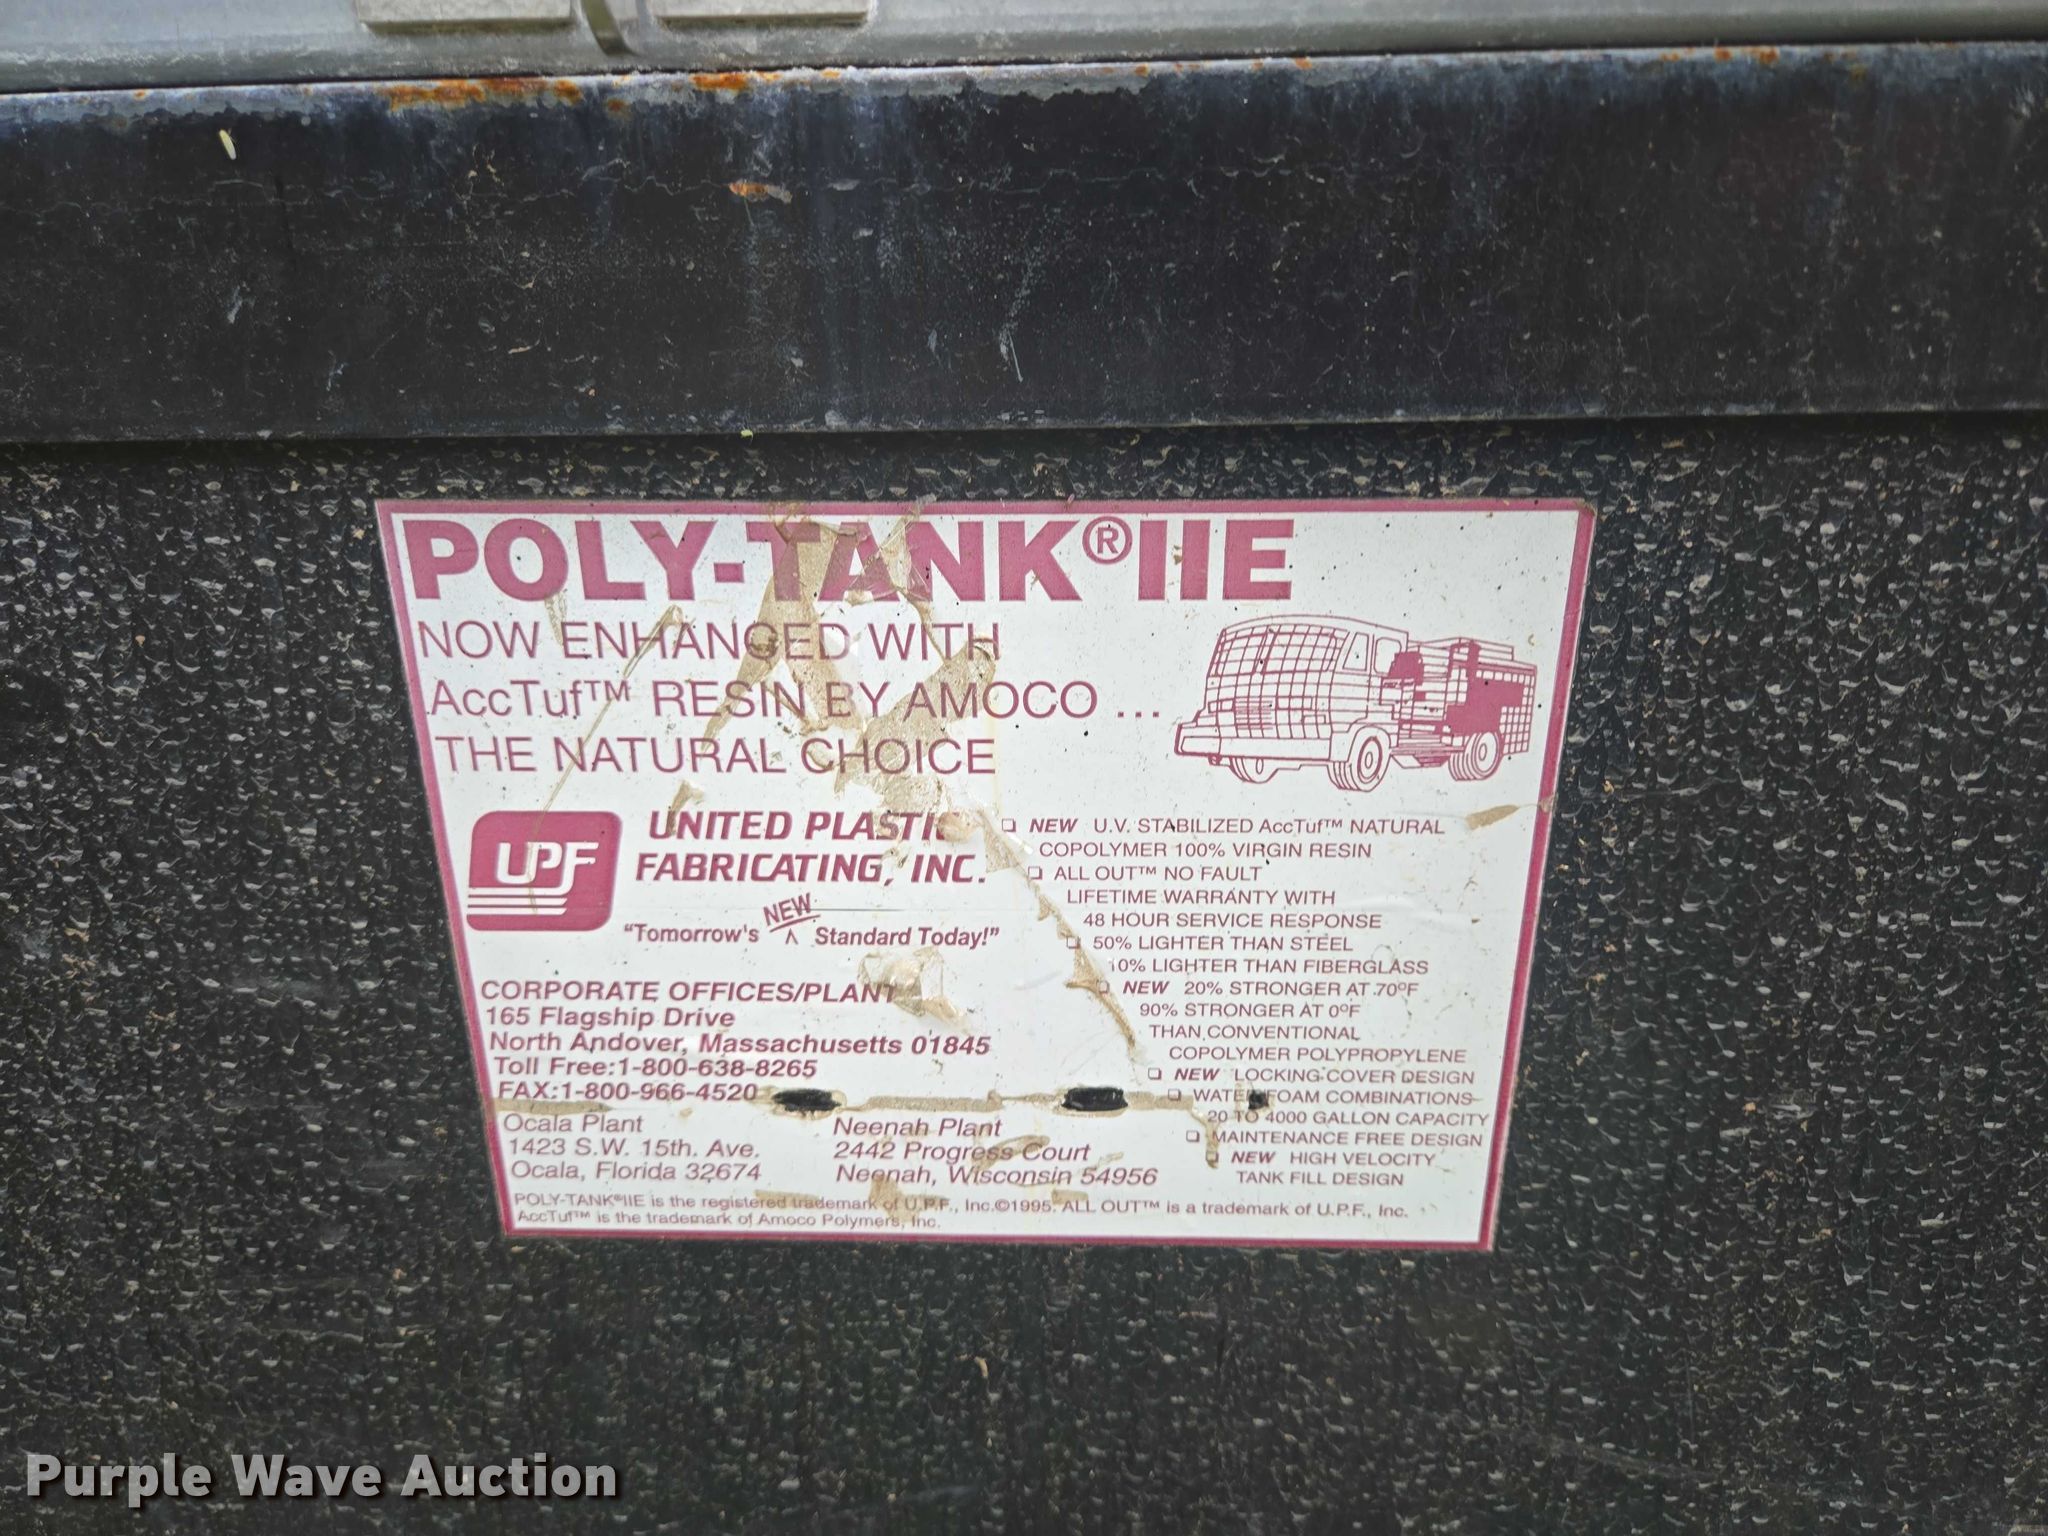 POLY-TANK® IIE
NOW ENHANCED WITH
AccTuf™ RESIN BY AMOCO ...
THE NATURAL CHOICE
UPF
UNITED PLASTIC
FABRICATING, INC.
NEW
"Tomorrow's ^ Standard Today!"
CORPORATE OFFICES/PLANT
165 Flagship Drive
North Andover, Massachusetts 01845
Toll Free:1-800-638-8265
FAX:1-800-966-4520
Ocala Plant
1423 S.W. 15th. Ave.
Ocala, Florida 32674
Neenah Plant
2442 Progress Court
Neenah, Wisconsin 54956
❏ NEW U.V. STABILIZED AccTuf™ NATURAL
COPOLYMER 100% VIRGIN RESIN
❏ ALL OUT™ NO FAULT
LIFETIME WARRANTY WITH
48 HOUR SERVICE RESPONSE
❏ 50% LIGHTER THAN STEEL
10% LIGHTER THAN FIBERGLASS
❏ NEW 20% STRONGER AT 70ºF
90% STRONGER AT 0ºF
THAN CONVENTIONAL
COPOLYMER POLYPROPYLENE
❏ NEW LOCKING COVER DESIGN
❏ WATER/FOAM COMBINATIONS
20 TO 4000 GALLON CAPACITY
❏ MAINTENANCE FREE DESIGN
❏ NEW HIGH VELOCITY
TANK FILL DESIGN
POLY-TANK®IIE is the registered trademark of U.P.F., Inc.©1995. ALL OUT™ is a trademark of U.P.F., Inc.
AccTuf™ is the trademark of Amoco Polymers, Inc.
Purple Wave Auction